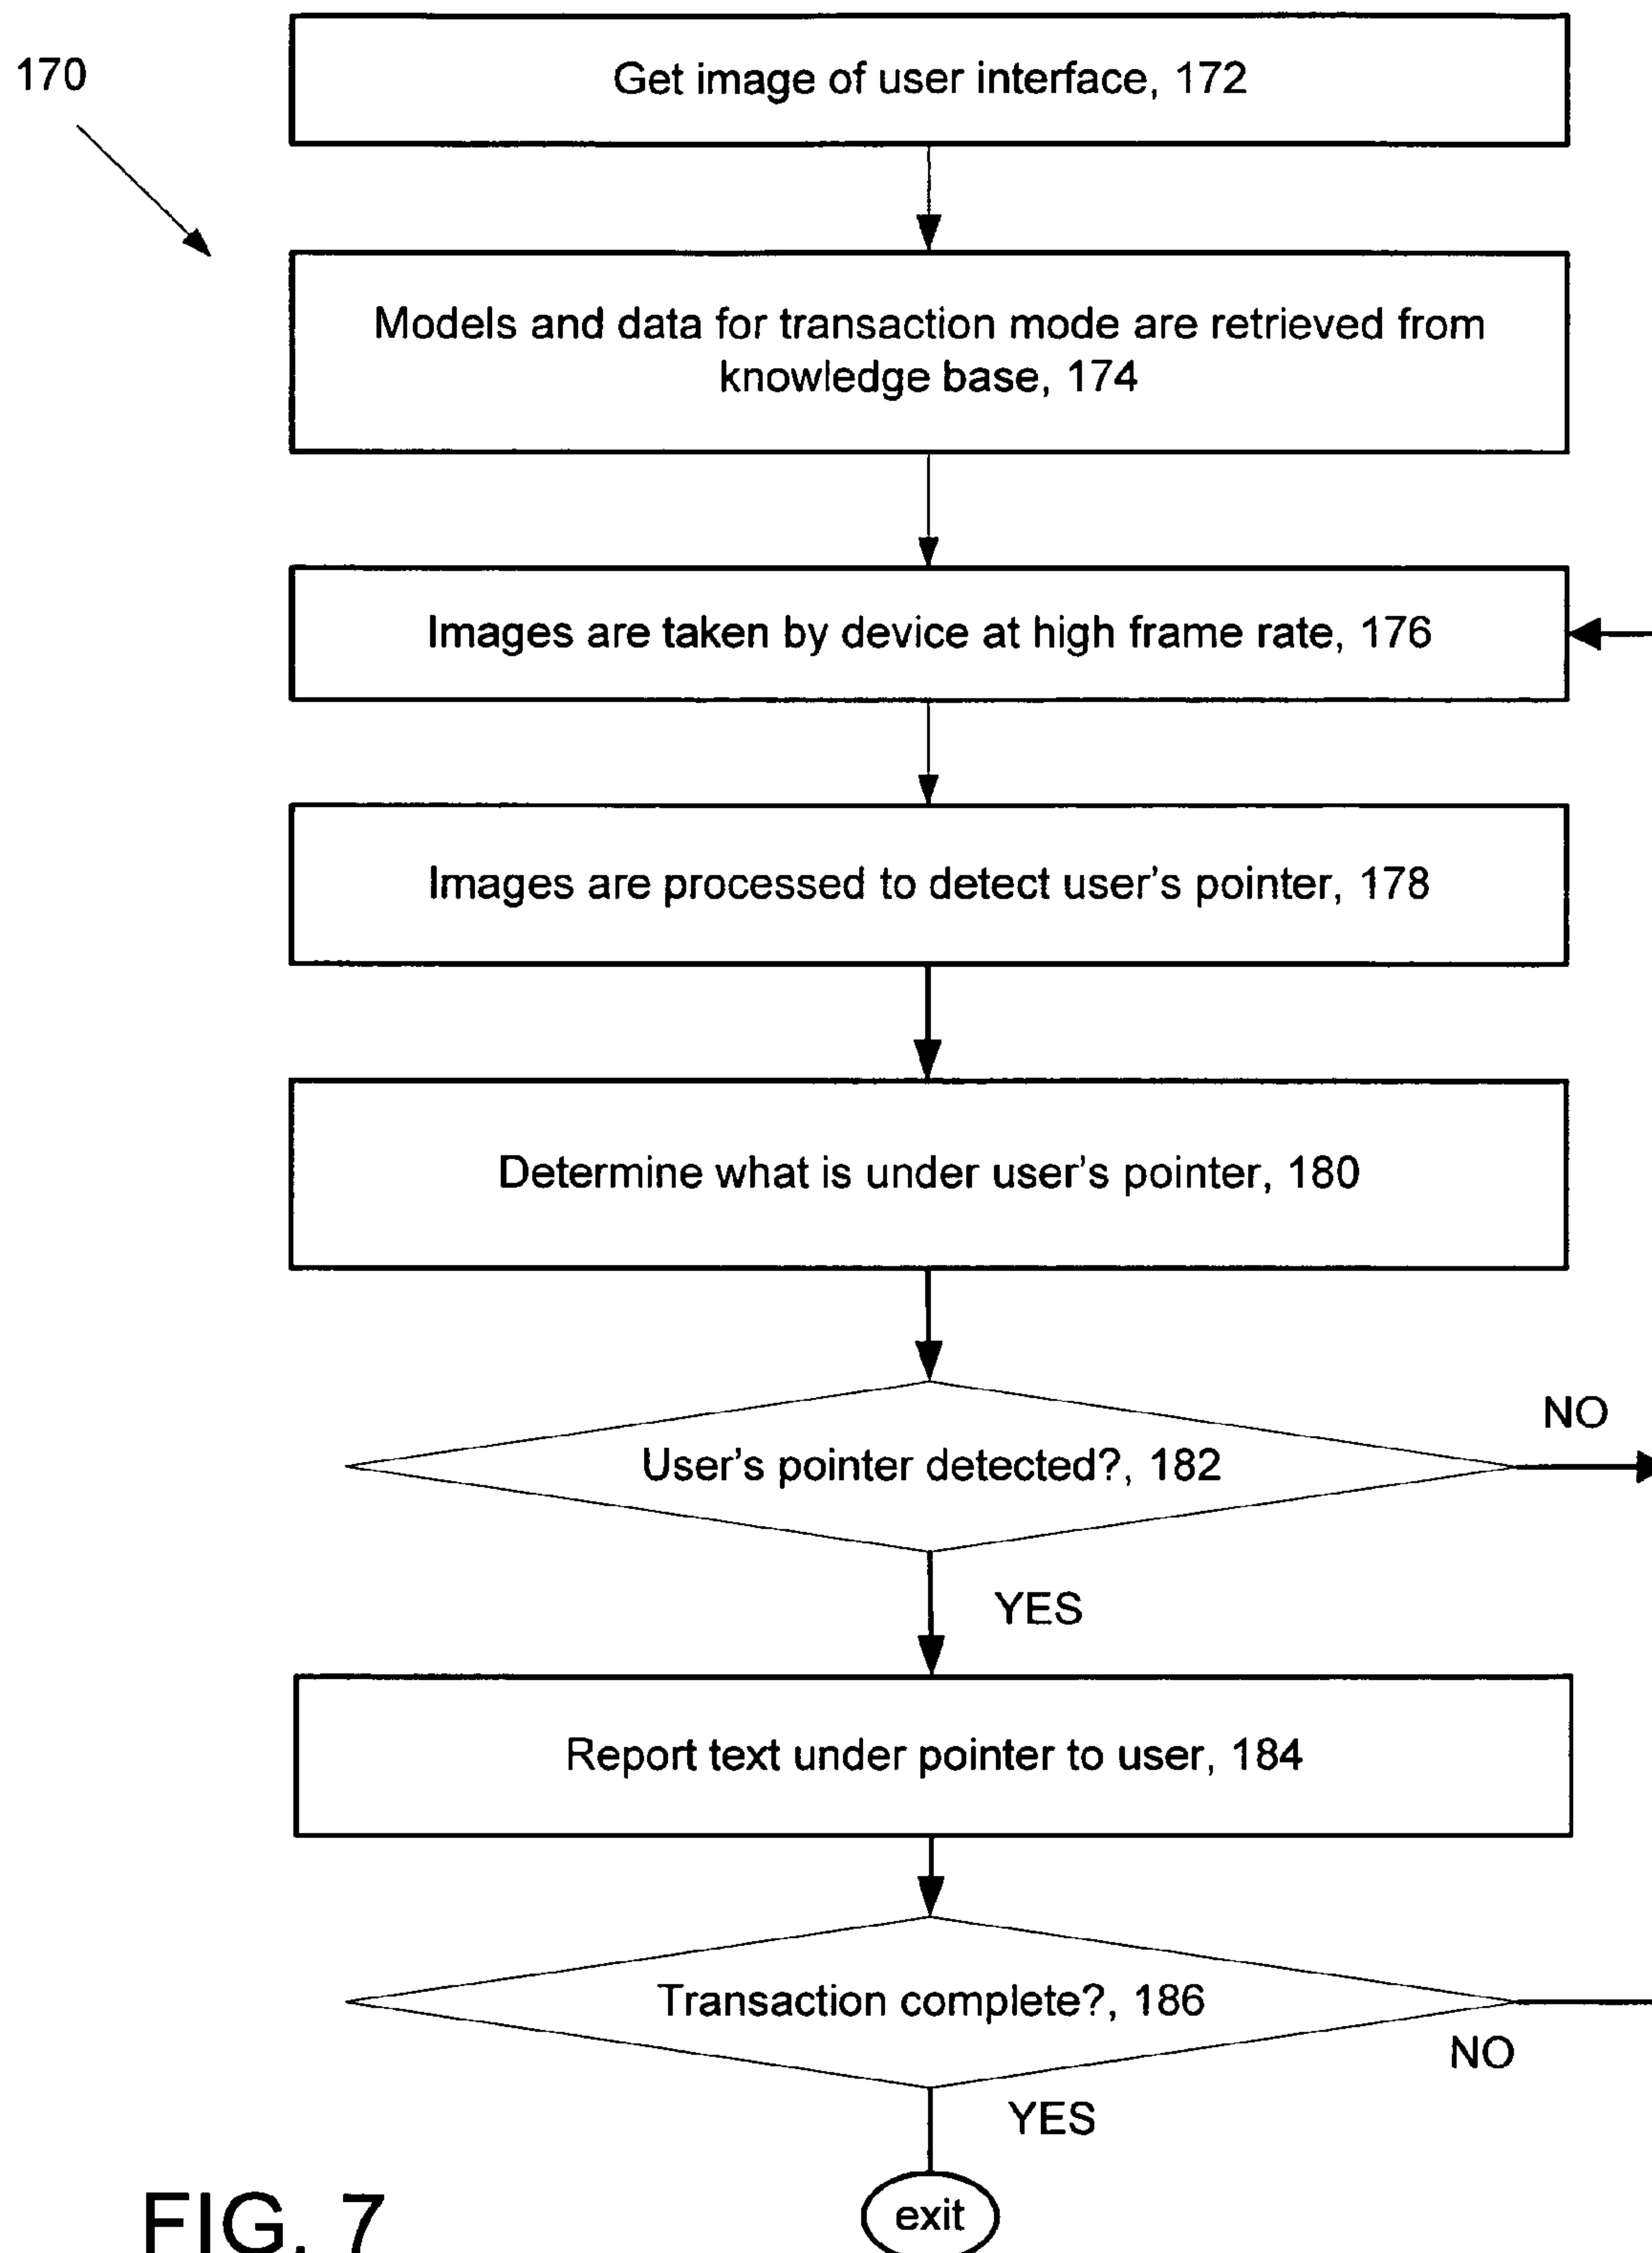 170
Get image of user interface, 172
Models and data for transaction mode are retrieved from
knowledge base, 174
Images are taken by device at high frame rate, 176
Images are processed to detect user's pointer, 178
Determine what is under user's pointer, 180
User's pointer detected?, 182
NO
YES
Report text under pointer to user, 184
Transaction complete?, 186
NO
YES
exit
FIG. 7